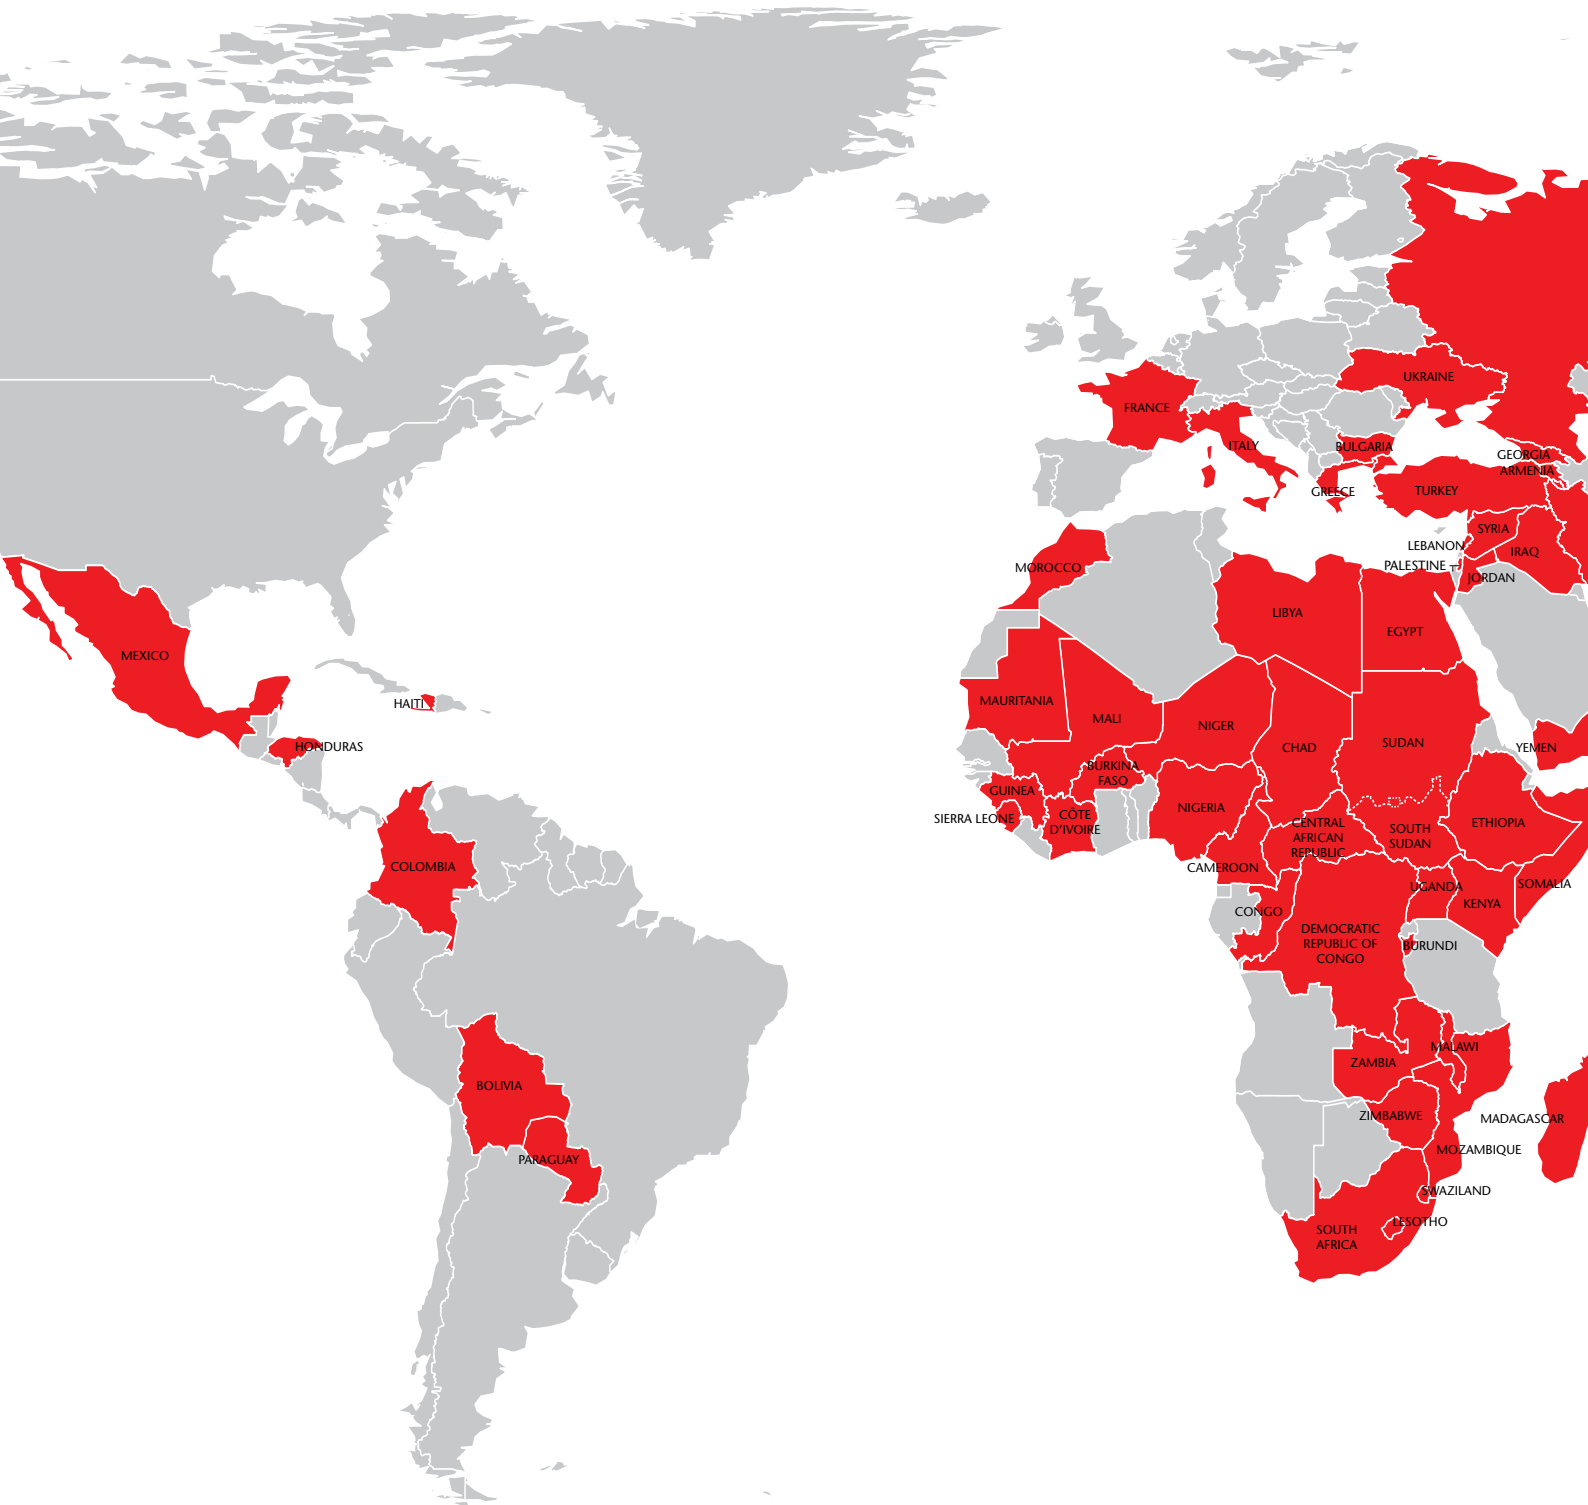 UKRAINE
FRANCE
ITALY
BULGARIA
GEORGIA
ARMENIA
GREECE
TURKEY
SYRIA
LEBANON
IRAQ
PALESTINE
JORDAN
MOROCCO
LIBYA
EGYPT
MEXICO
HAITI
HONDURAS
MAURITANIA
MALI
NIGER
CHAD
SUDAN
YEMEN
BURKINA
FASO
GUINEA
SIERRA LEONE
CÔTE
D'IVOIRE
NIGERIA
CENTRAL
AFRICAN
REPUBLIC
SOUTH
SUDAN
ETHIOPIA
COLOMBIA
CAMEROON
UGANDA
SOMALIA
KENYA
CONGO
DEMOCRATIC
REPUBLIC OF
CONGO
BURUNDI
MALAWI
ZAMBIA
BOLIVIA
ZIMBABWE
MADAGASCAR
MOZAMBIQUE
PARAGUAY
SWAZILAND
LESOTHO
SOUTH
AFRICA